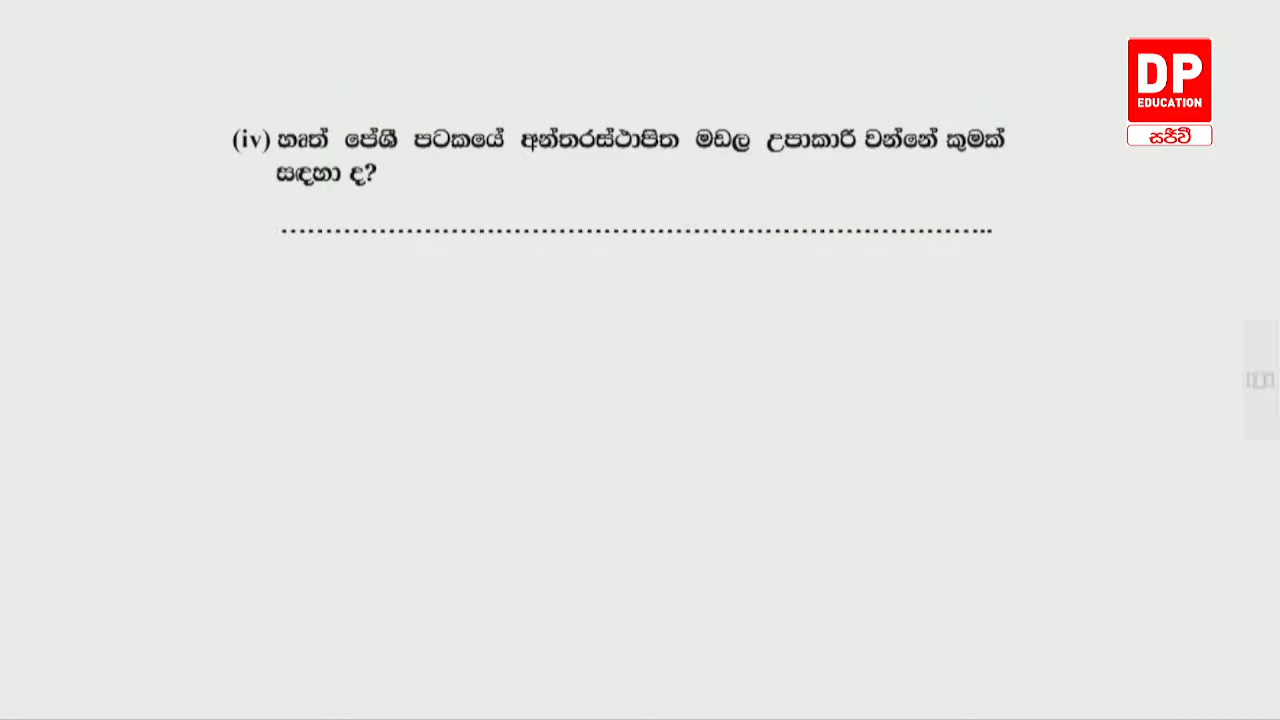 DP
EDUCATION
සජීවී
(iv) හෘත් පේශී පටකයේ අන්තරස්ථාපිත මඩල උපාකාරී වන්නේ කුමක්
සඳහා ද?
................................................................................